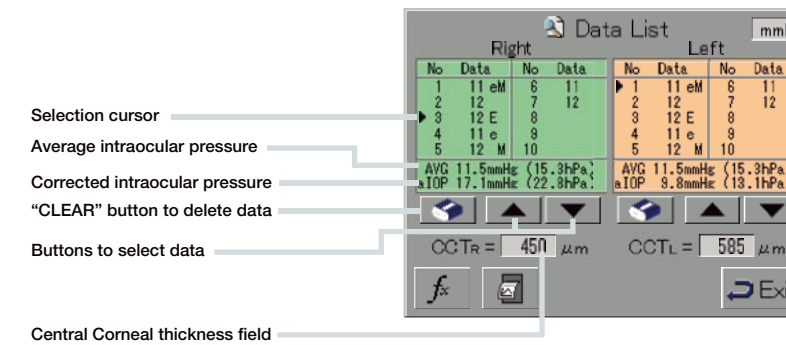 Data List mmH
Right Left
No Data No Data No Data No Data
1 11 eM 6 11 1 11 eM 6 11
2 12 7 12 2 12 7 12
3 12 E 8 3 12 E 8
4 11 e 9 4 11 e 9
5 12 M 10 5 12 M 10
AVG 11.5mmHg (15.3hPa) AVG 11.5mmHg (15.3hPa
aIOP 17.1mmHg (22.8hPa) aIOP 9.8mmHg (13.1hPa
CCTR = 450 µm CCTL = 585 µm
fx Exi
Selection cursor
Average intraocular pressure
Corrected intraocular pressure
“CLEAR” button to delete data
Buttons to select data
Central Corneal thickness field